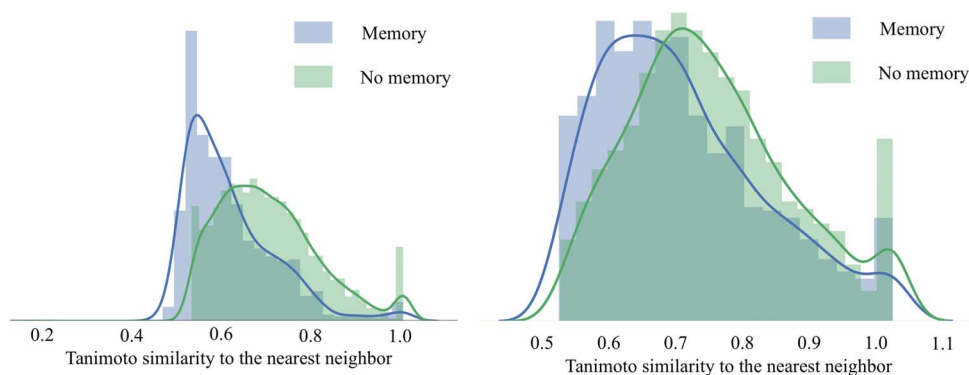 Memory
No memory
0.2 0.4 0.6 0.8 1.0
Tanimoto similarity to the nearest neighbor
Memory
No memory
0.5 0.6 0.7 0.8 0.9 1.0 1.1
Tanimoto similarity to the nearest neighbor